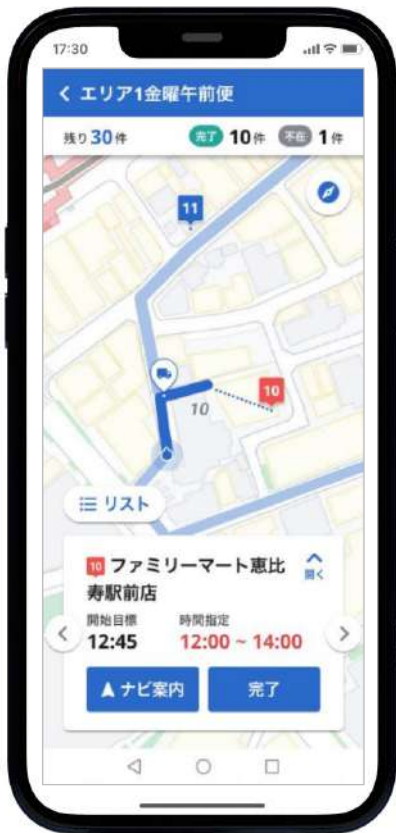 17:30
エリア1金曜午前便
残り30件 完了 10件 不在 1件
11
10
10
リスト
10 ファミリーマート恵比
寿駅前店
開く
開始目標 時間指定
12:45 12:00 ~ 14:00
ナビ案内 完了